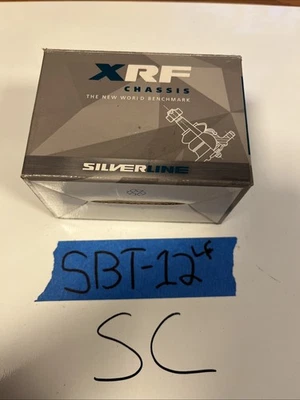 XRF
CHASSIS
THE NEW WORLD BENCHMARK
SILVERLINE
SBT-12
SC